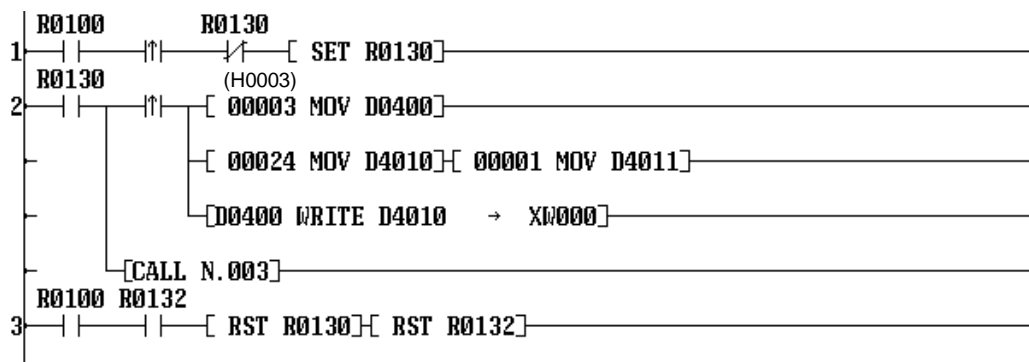 R0100 R0130
1 ↑ [ SET R0130]
R0130 (H0003)
2 ↑ [ 00003 MOV D0400]
[ 00024 MOV D4010][ 00001 MOV D4011]
[D0400 WRITE D4010 → XW000]
[CALL N.003]
R0100 R0132
3 [ RST R0130][ RST R0132]